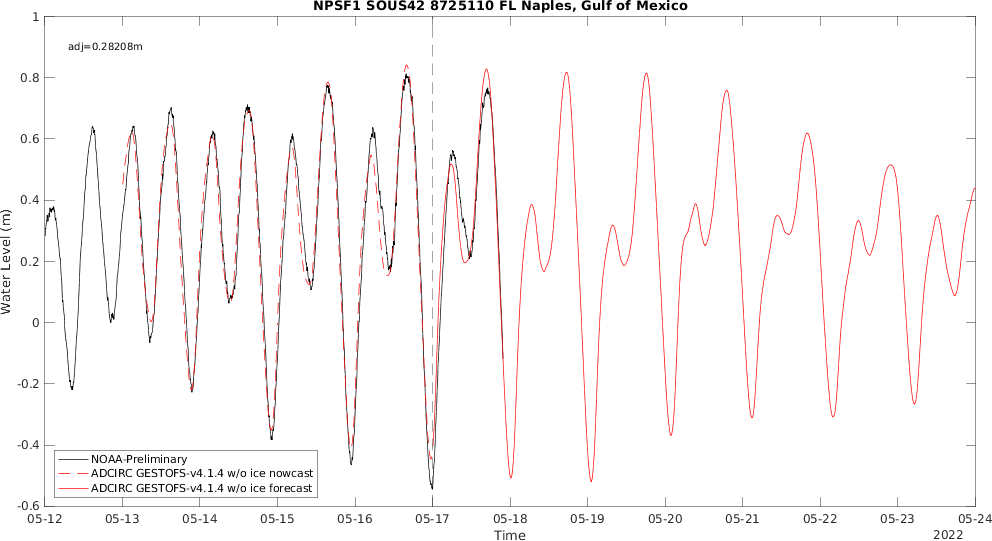 NPSF1 SOUS42 8725110 FL Naples, Gulf of Mexico
1
adj=0.28208m
0.8
0.6
0.4
0.2
0
-0.2
-0.4
-0.6
Water Level (m)
NOAA-Preliminary
ADCIRC GESTOFS-v4.1.4 w/o ice nowcast
ADCIRC GESTOFS-v4.1.4 w/o ice forecast
05-12 05-13 05-14 05-15 05-16 05-17 05-18 05-19 05-20 05-21 05-22 05-23 05-24
Time
2022